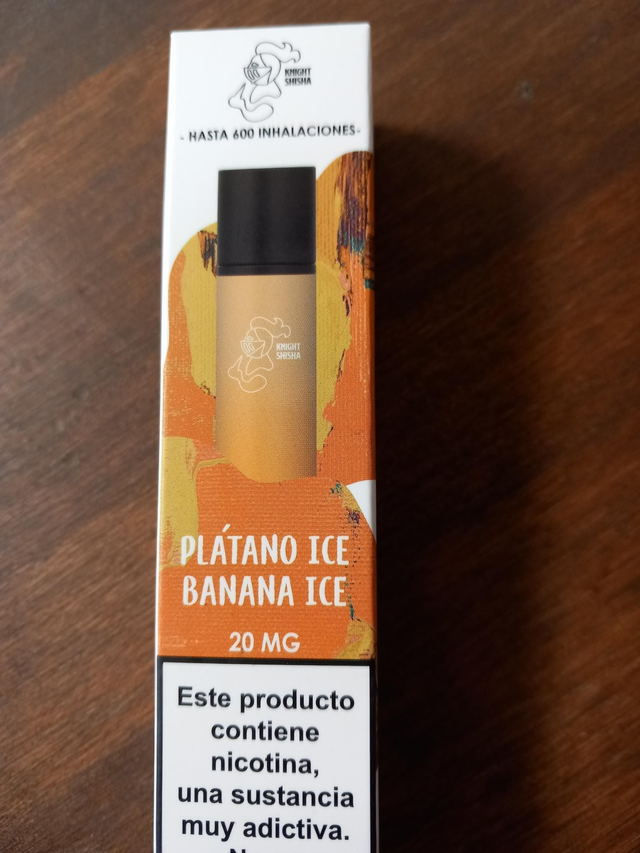 KNIGHT
SHISHA
- HASTA 600 INHALACIONES-
KNIGHT
SHISHA
PLÁTANO ICE
BANANA ICE
20 MG
Este producto
contiene
nicotina,
una sustancia
muy adictiva.